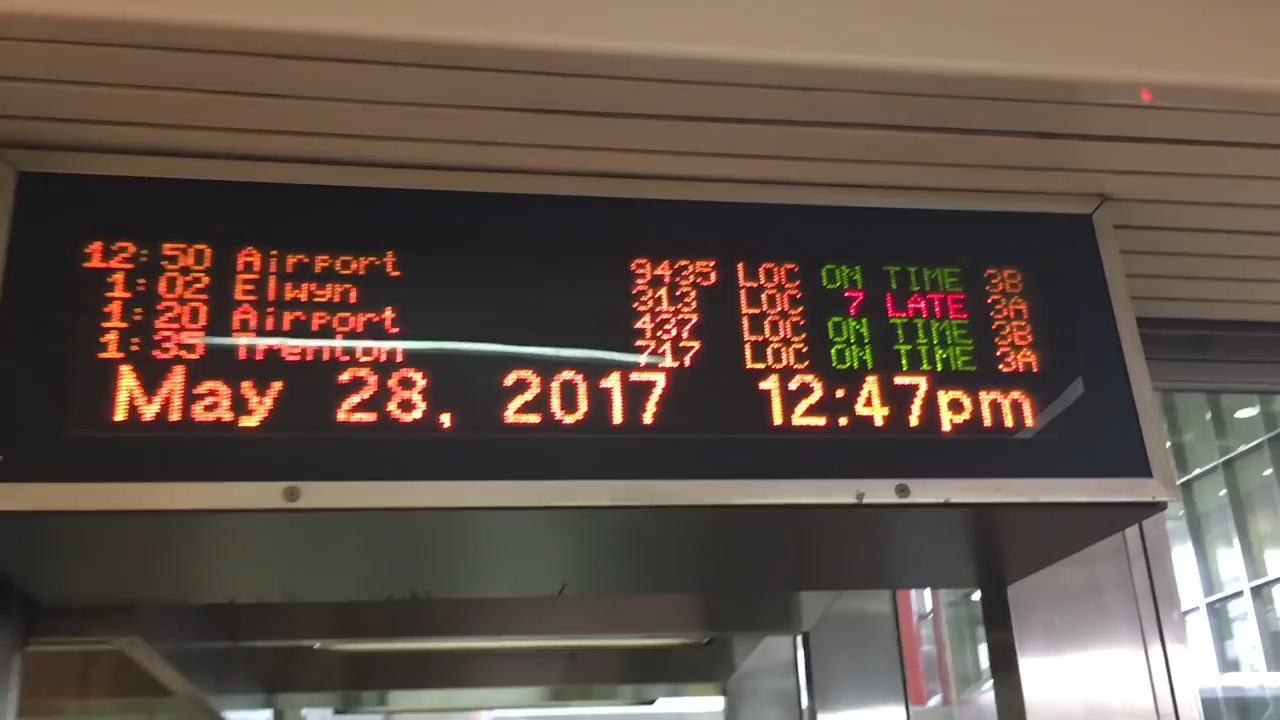 12:50 Airport 9435 LOC ON TIME 3B
1:02 Elwyn 313 LOC 7 LATE 3A
1:20 Airport 437 LOC ON TIME 3B
1:35 Trenton 717 LOC ON TIME 3A
May 28, 2017 12:47pm